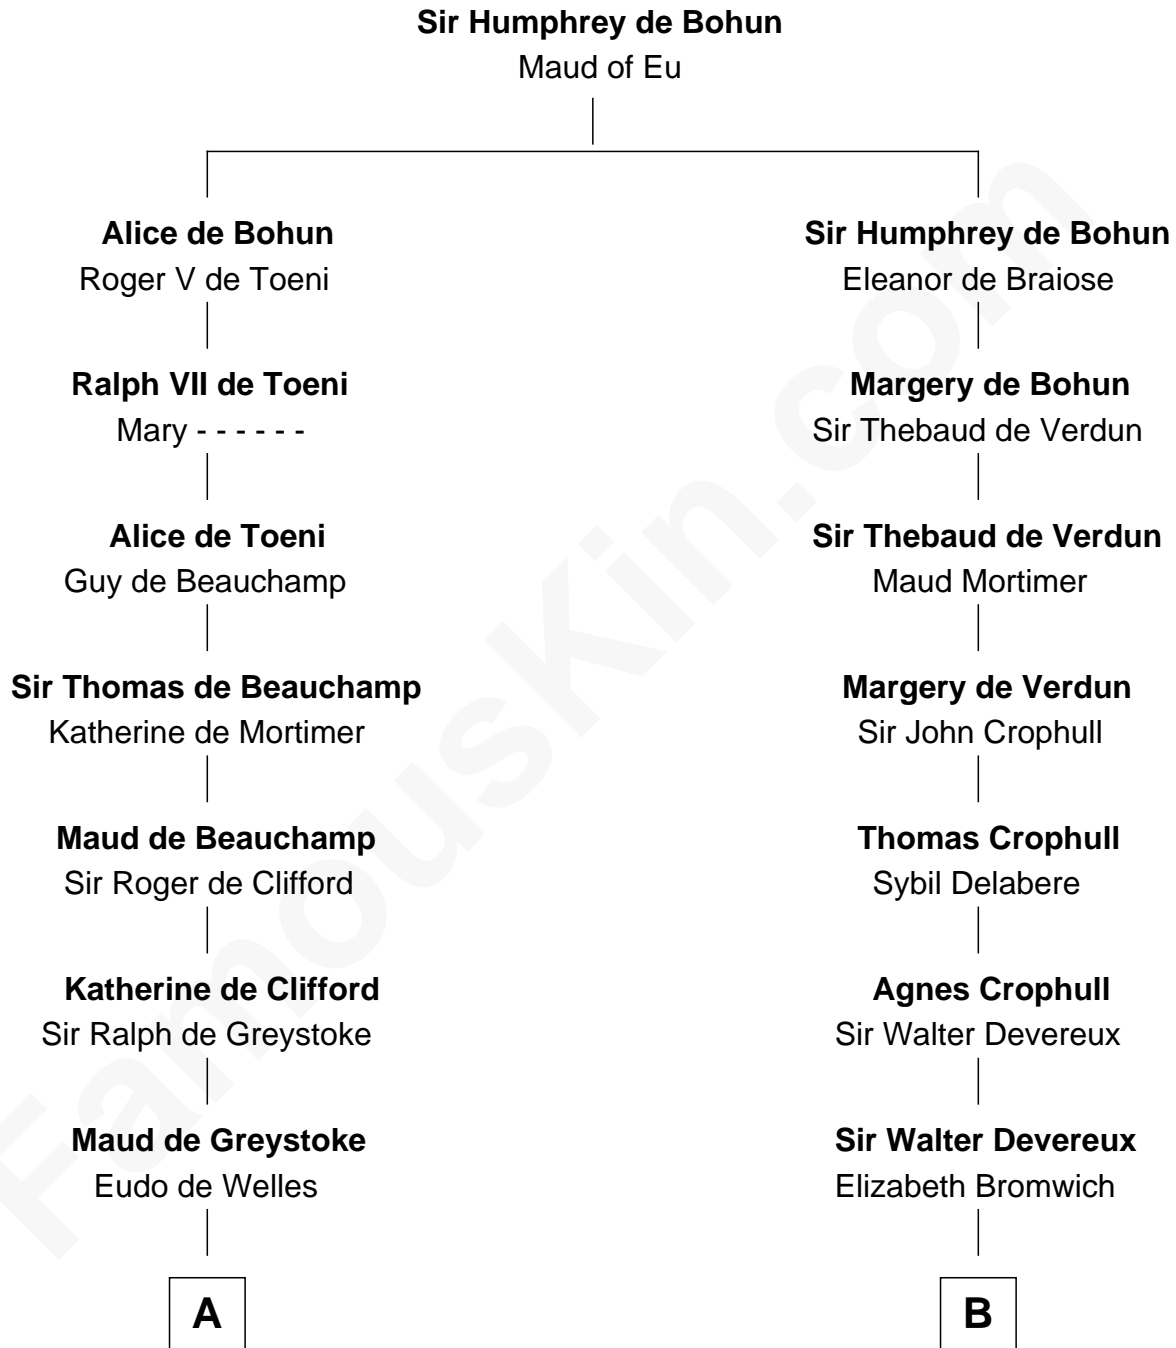 Sir Humphrey de Bohun
Maud of Eu
Alice de Bohun
Roger V de Toeni
Ralph VII de Toeni
Mary - - - - - -
Alice de Toeni
Guy de Beauchamp
Sir Thomas de Beauchamp
Katherine de Mortimer
Maud de Beauchamp
Sir Roger de Clifford
Katherine de Clifford
Sir Ralph de Greystoke
Maud de Greystoke
Eudo de Welles
A
Sir Humphrey de Bohun
Eleanor de Braiose
Margery de Bohun
Sir Thebaud de Verdun
Sir Thebaud de Verdun
Maud Mortimer
Margery de Verdun
Sir John Crophull
Thomas Crophull
Sybil Delabere
Agnes Crophull
Sir Walter Devereux
Sir Walter Devereux
Elizabeth Bromwich
B
FamousKin.com